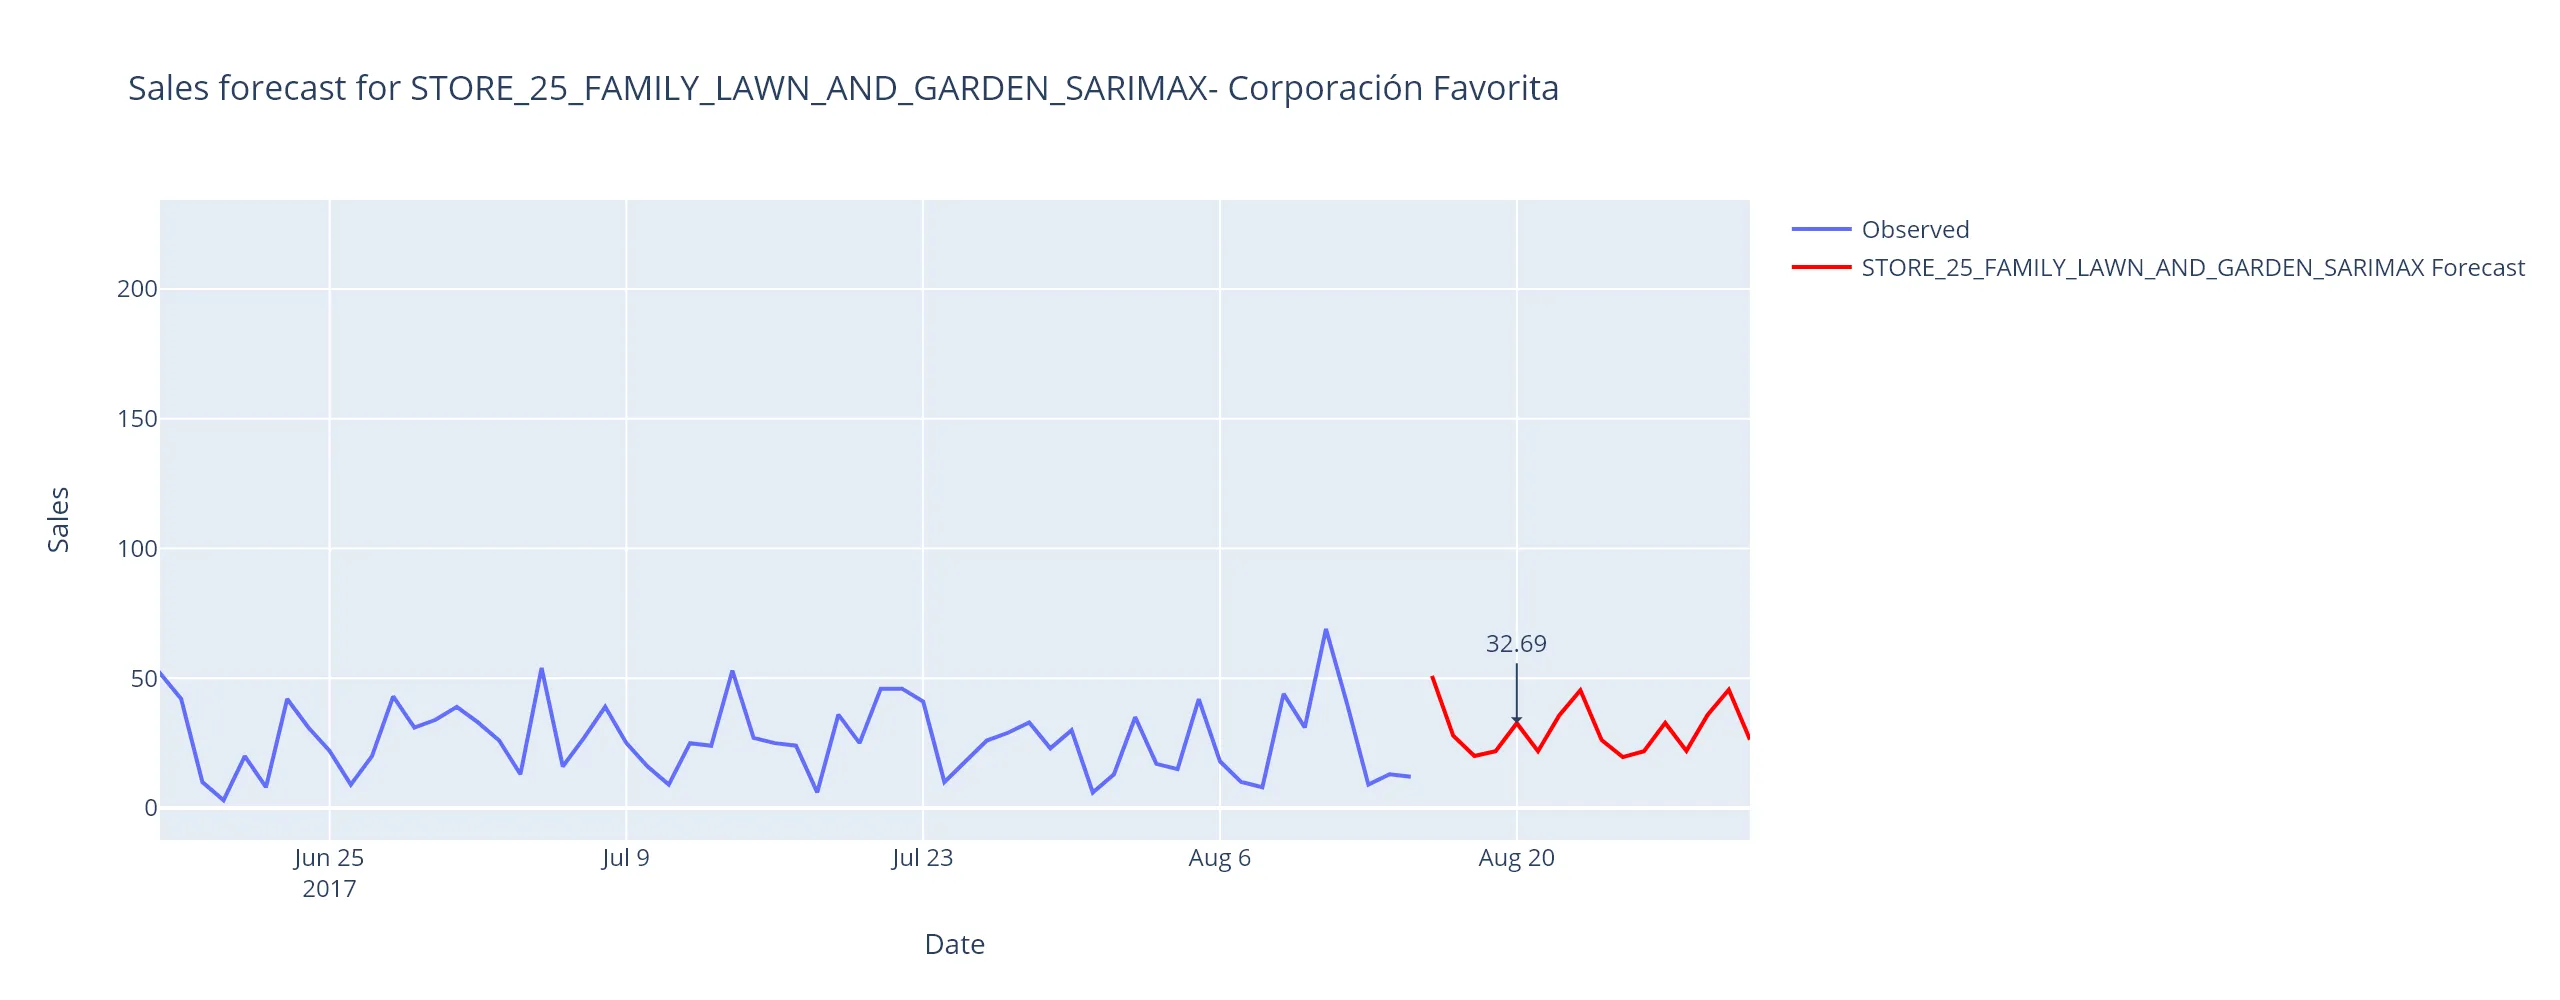 Sales forecast for STORE_25_FAMILY_LAWN_AND_GARDEN_SARIMAX- Corporación Favorita
Observed
STORE_25_FAMILY_LAWN_AND_GARDEN_SARIMAX Forecast
200
150
100
50
0
Sales
32.69
Jun 25
2017
Jul 9
Jul 23
Aug 6
Aug 20
Date